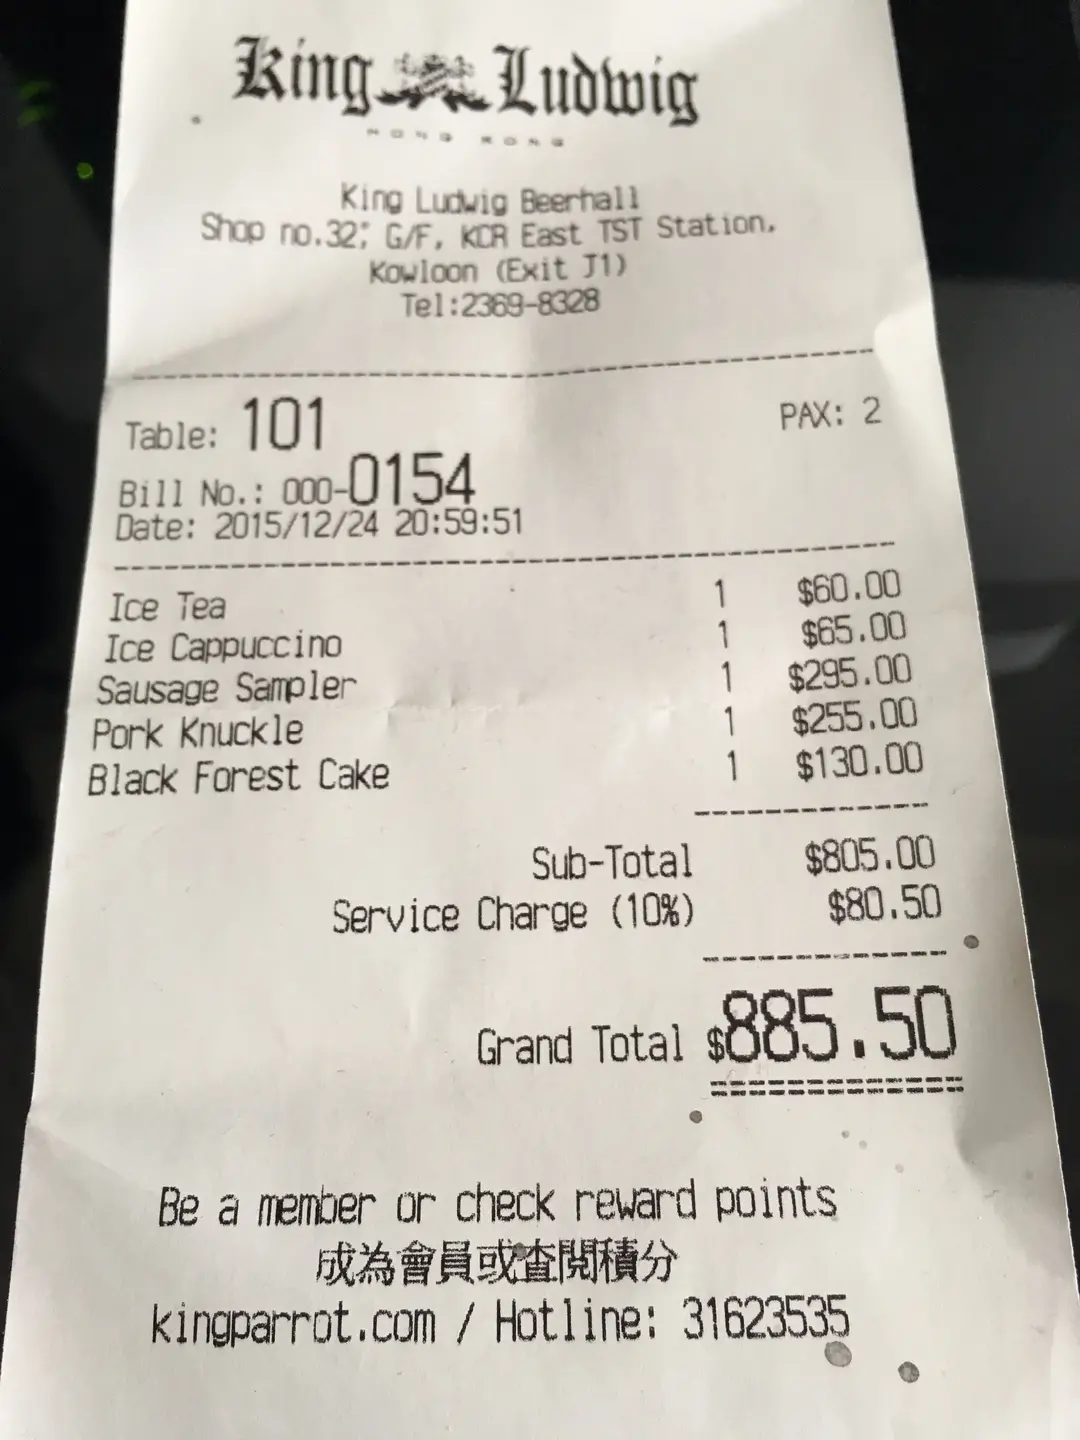 King Ludwig
HONG KONG
King Ludwig Beerhall
Shop no.32, G/F, KCR East TST Station,
Kowloon (Exit J1)
Tel:2369-8328
Table: 101 PAX: 2
Bill No.: 000-0154
Date: 2015/12/24 20:59:51
Ice Tea 1 $60.00
Ice Cappuccino 1 $65.00
Sausage Sampler 1 $295.00
Pork Knuckle 1 $255.00
Black Forest Cake 1 $130.00
Sub-Total $805.00
Service Charge (10%) $80.50
Grand Total $885.50
Be a member or check reward points
成為會員或查閱積分
kingparrot.com / Hotline: 31623535